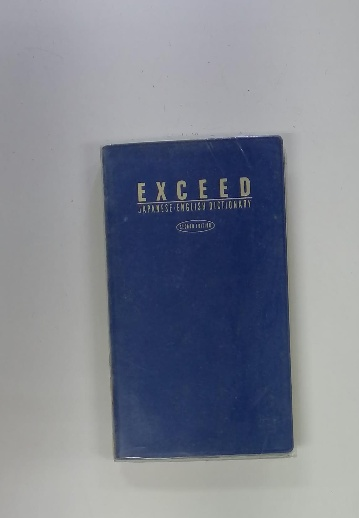 EXCEED
JAPANESE-ENGLISH DICTIONARY
SECOND EDITION